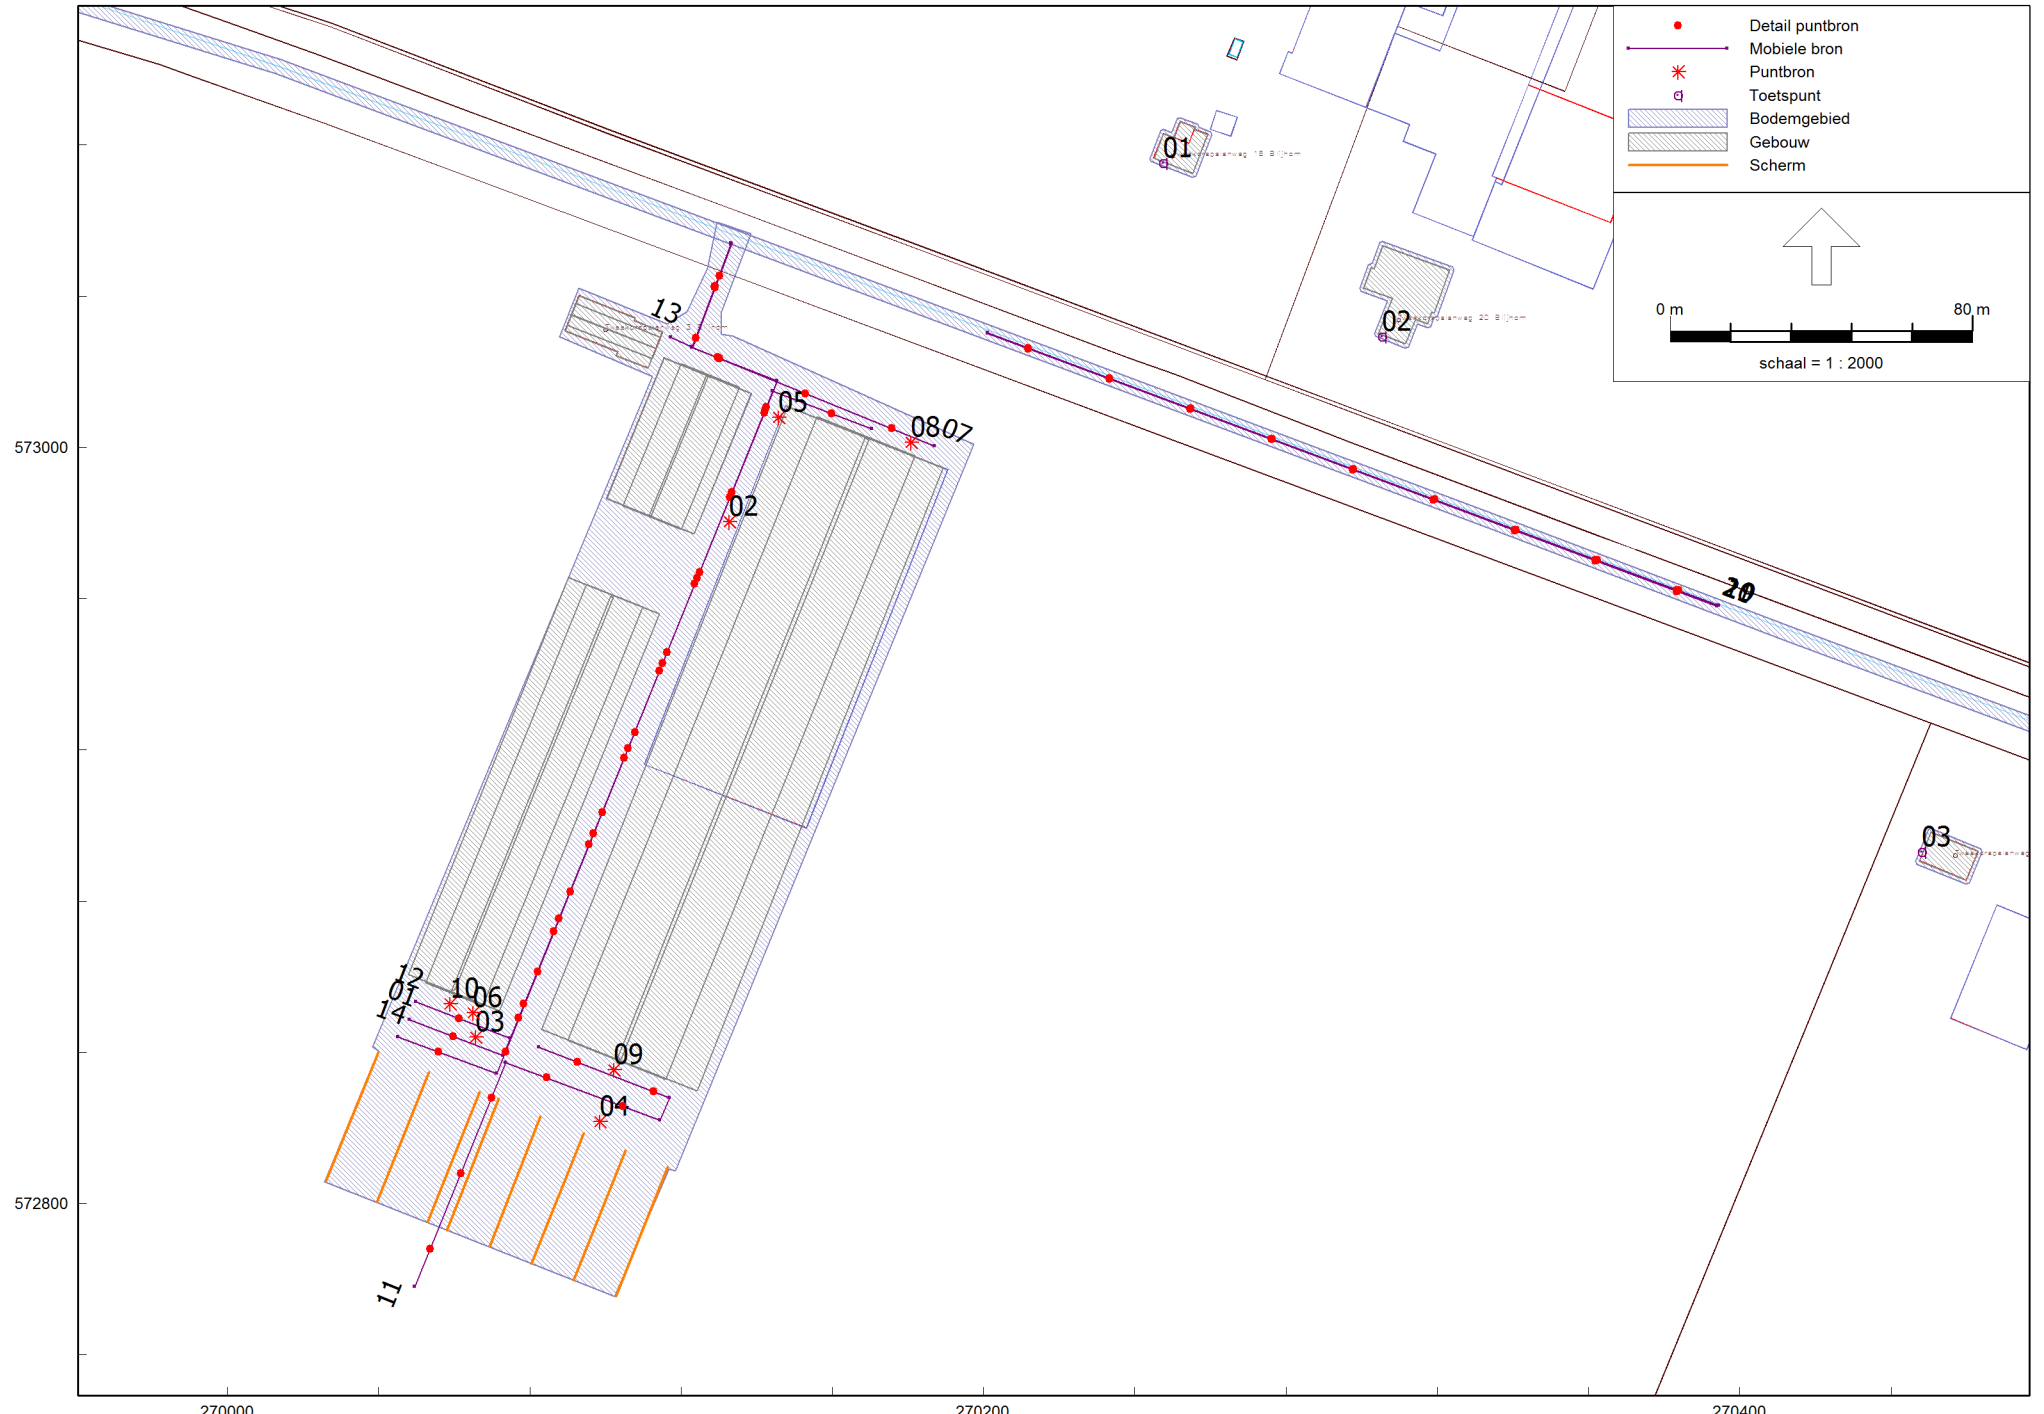 Detail puntbron
Mobiele bron
Puntbron
Toetspunt
Bodemgebied
Gebouw
Scherm
0 m
80 m
schaal = 1 : 2000
01
02
13
05
08
07
573000
02
20
03
12
10
06
01
14
03
09
04
572800
11
270000
270200
270400